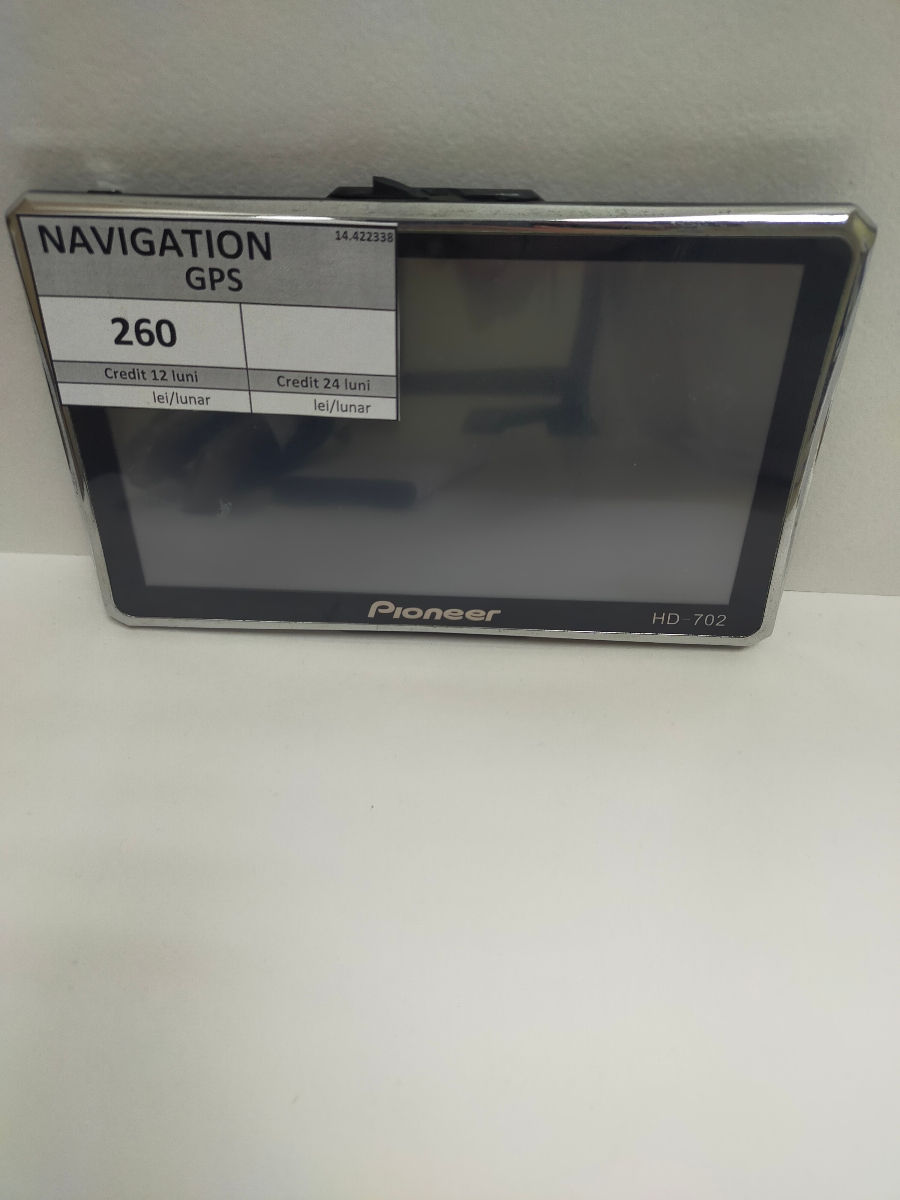 NAVIGATION
14.422338
GPS
260
Credit 12 luni
Credit 24 luni
lei/lunar
lei/lunar
Pioneer
HD-702